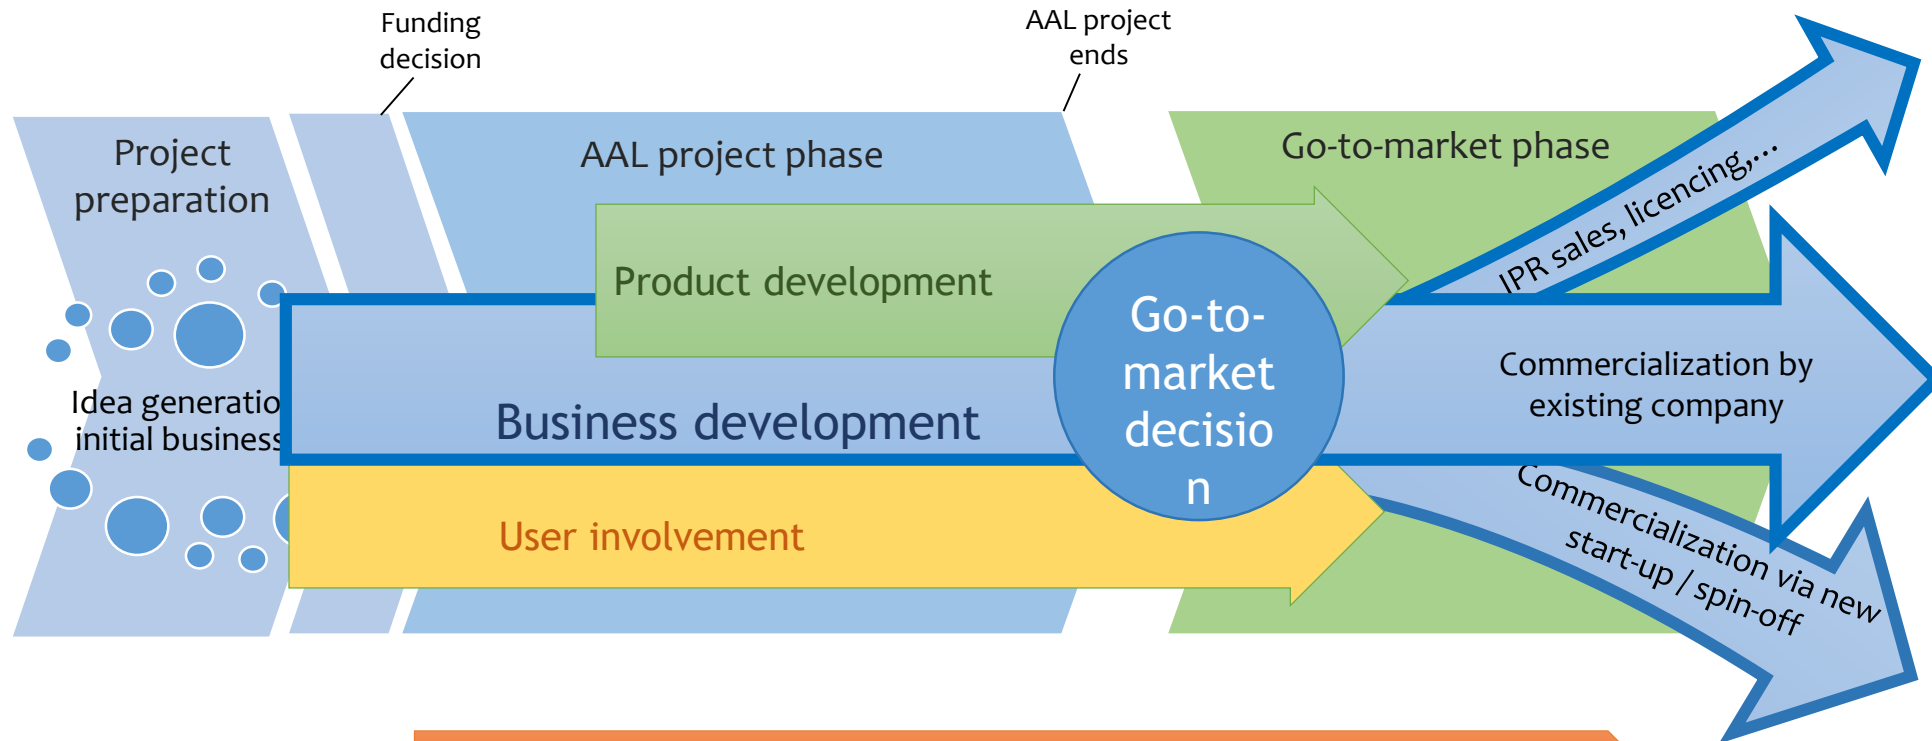 Funding
decision
AAL project
ends
Project
preparation
AAL project phase
Go-to-market phase
IPR sales, licencing,...
Product development
Go-to-
market
decisio
n
Commercialization by
existing company
Idea generatio
initial business
Business development
User involvement
Commercialization via new
start-up / spin-off